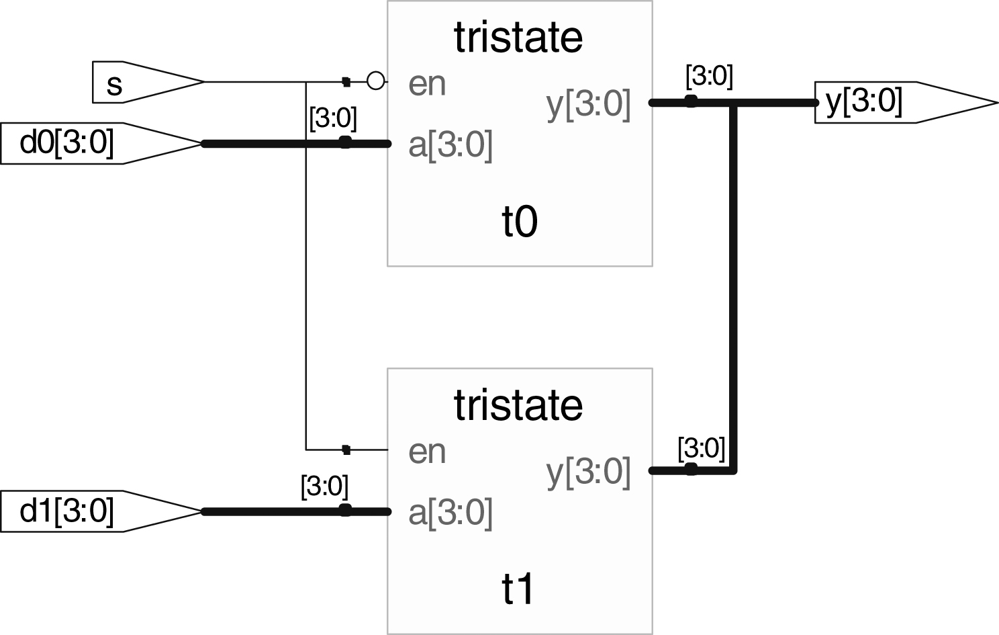 tristate
s
en
[3:0]
y[3:0]
y[3:0]
[3:0]
d0[3:0]
a[3:0]
t0
tristate
en
[3:0]
y[3:0]
[3:0]
d1[3:0]
a[3:0]
t1